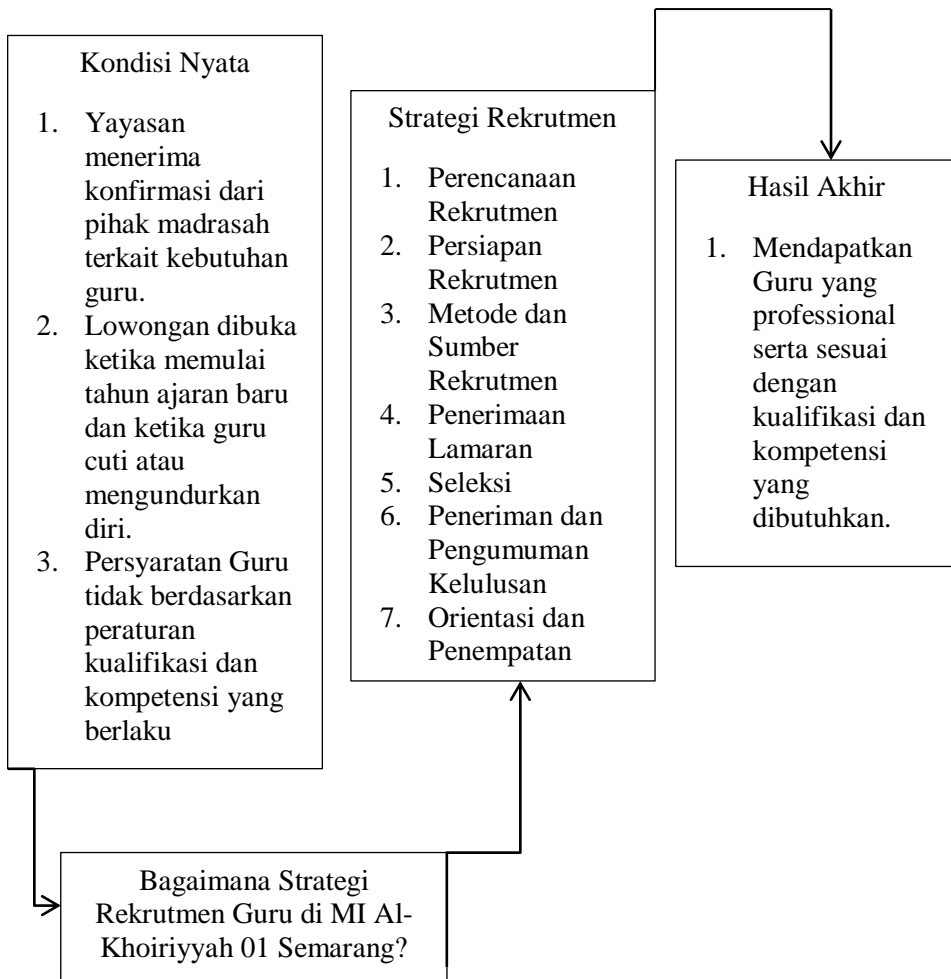 Kondisi Nyata
1. Yayasan
menerima
konfirmasi dari
pihak madrasah
terkait kebutuhan
guru.
2. Lowongan dibuka
ketika memulai
tahun ajaran baru
dan ketika guru
cuti atau
mengundurkan
diri.
3. Persyaratan Guru
tidak berdasarkan
peraturan
kualifikasi dan
kompetensi yang
berlaku
Bagaimana Strategi
Rekrutmen Guru di MI Al-
Khoiriyyah 01 Semarang?
Strategi Rekrutmen
1. Perencanaan
Rekrutmen
2. Persiapan
Rekrutmen
3. Metode dan
Sumber
Rekrutmen
4. Penerimaan
Lamaran
5. Seleksi
6. Peneriman dan
Pengumuman
Kelulusan
7. Orientasi dan
Penempatan
Hasil Akhir
1. Mendapatkan
Guru yang
professional
serta sesuai
dengan
kualifikasi dan
kompetensi
yang
dibutuhkan.